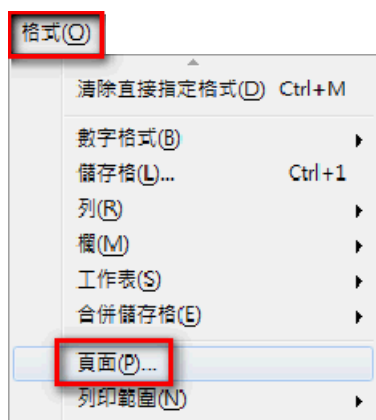 格式(O)
清除直接指定格式(D) Ctrl+M
數字格式(B)
儲存格(L)... Ctrl+1
列(R)
欄(M)
工作表(S)
合併儲存格(E)
頁面(P)...
列印範圍(N)